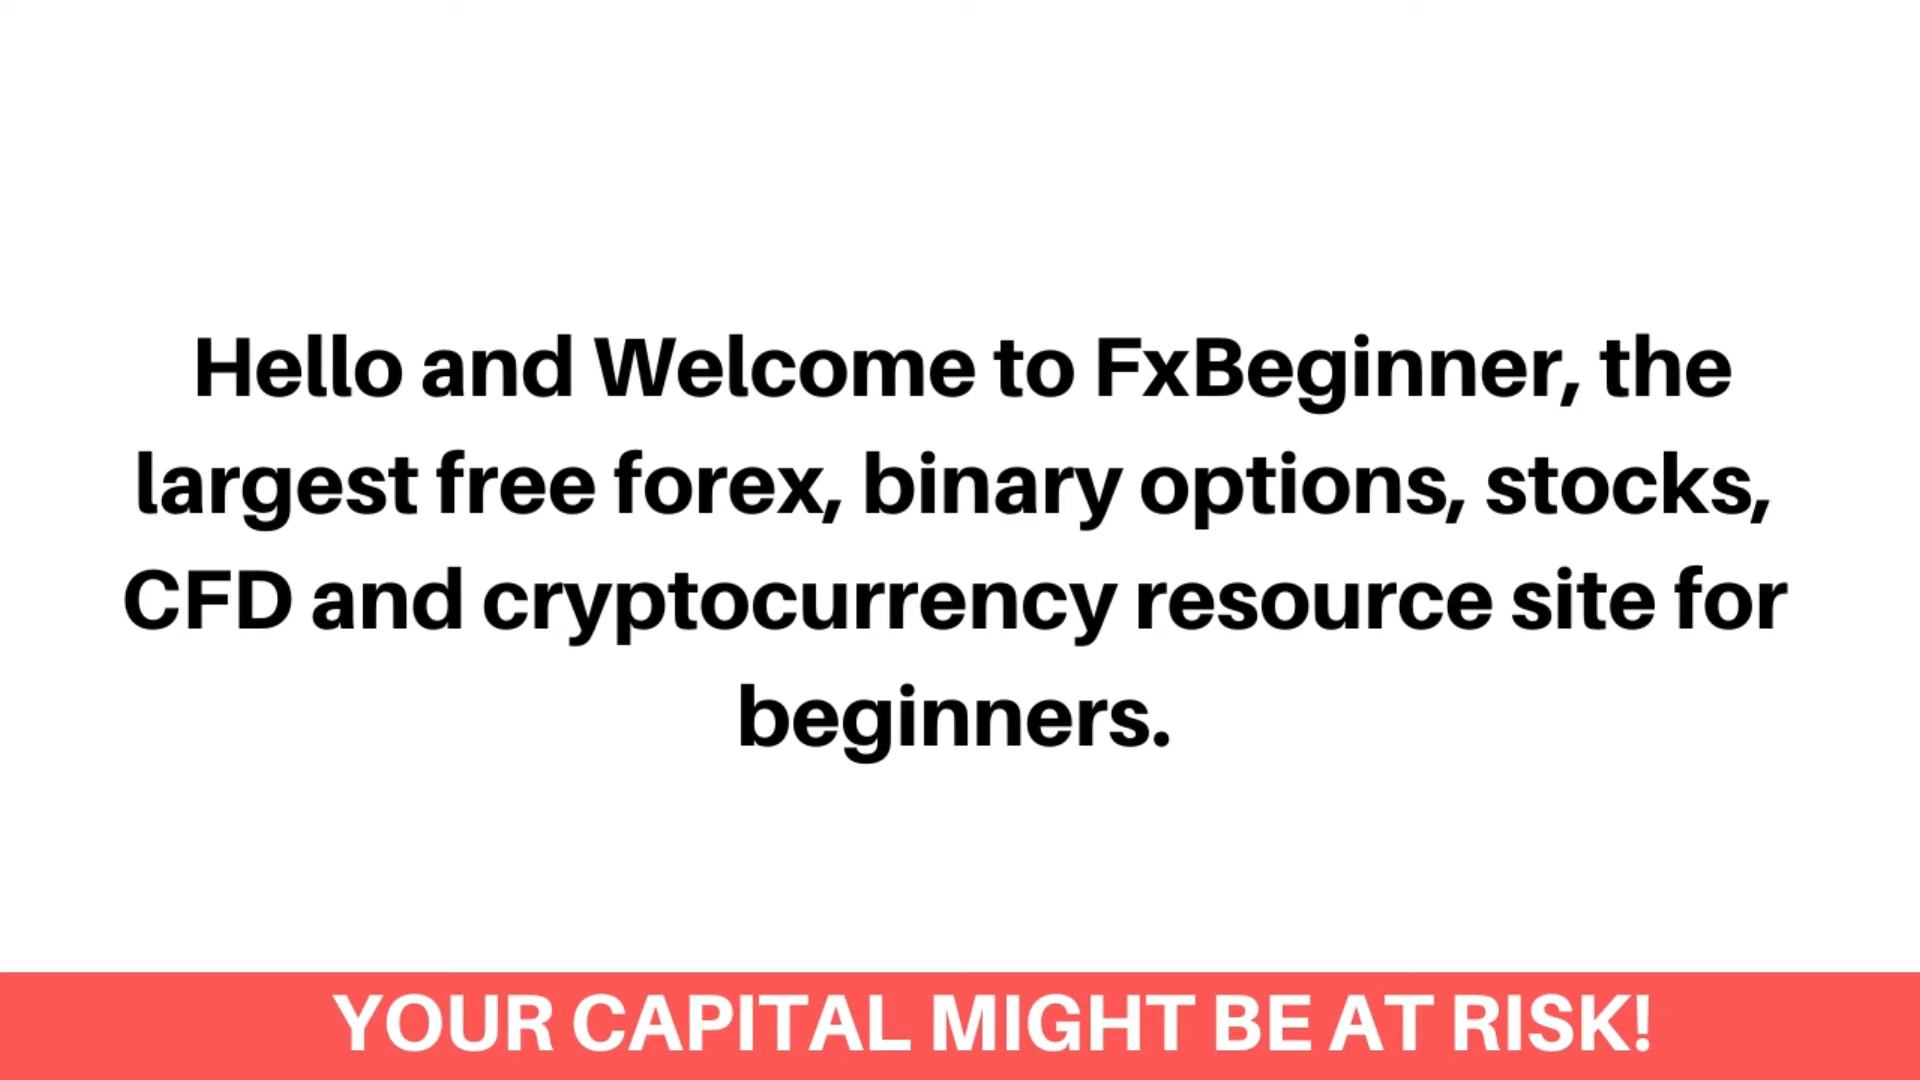 Hello and Welcome to FxBeginner, the
largest free forex, binary options, stocks,
CFD and cryptocurrency resource site for
beginners.
YOUR CAPITAL MIGHT BE AT RISK!